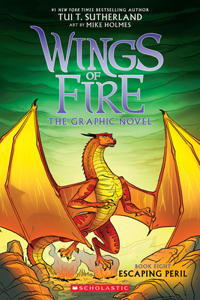 #1 NEW YORK TIMES BESTSELLING AUTHOR
TUI T. SUTHERLAND
ART BY MIKE HOLMES
WINGS
OF
FIRE
THE GRAPHIC NOVEL
BOOK EIGHT
ESCAPING PERIL
SCHOLASTIC